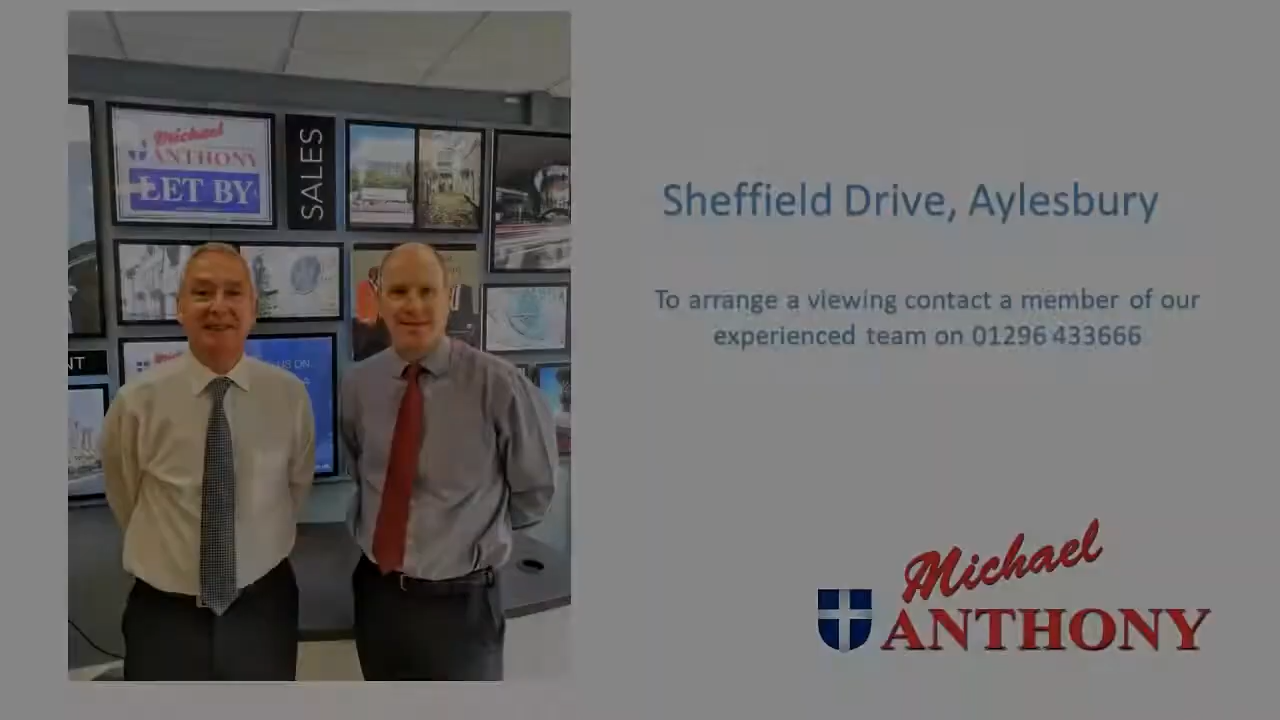 Michael
ANTHONY
LET BY
SALES
NT
Sheffield Drive, Aylesbury
To arrange a viewing contact a member of our
experienced team on 01296 433666
Michael
ANTHONY